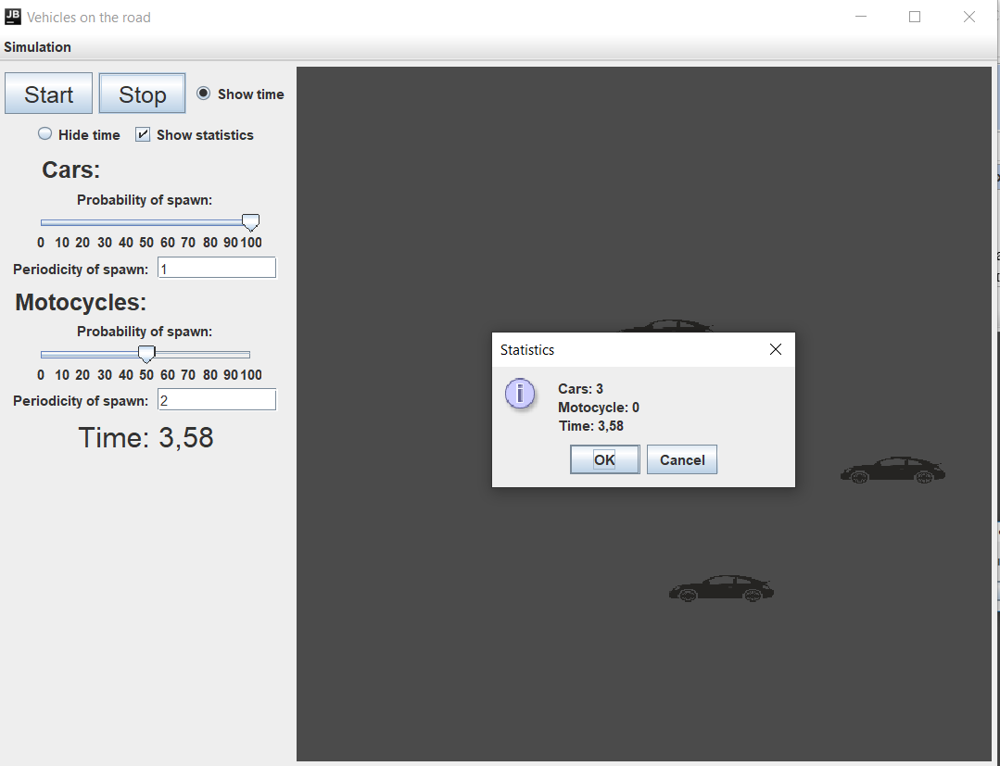 JB Vehicles on the road
Simulation
Start Stop Show time
Hide time Show statistics
Cars:
Probability of spawn:
0 10 20 30 40 50 60 70 80 90 100
Periodicity of spawn: 1
Motocycles:
Probability of spawn:
0 10 20 30 40 50 60 70 80 90 100
Periodicity of spawn: 2
Time: 3,58
Statistics
Cars: 3
Motocycle: 0
Time: 3,58
OK Cancel